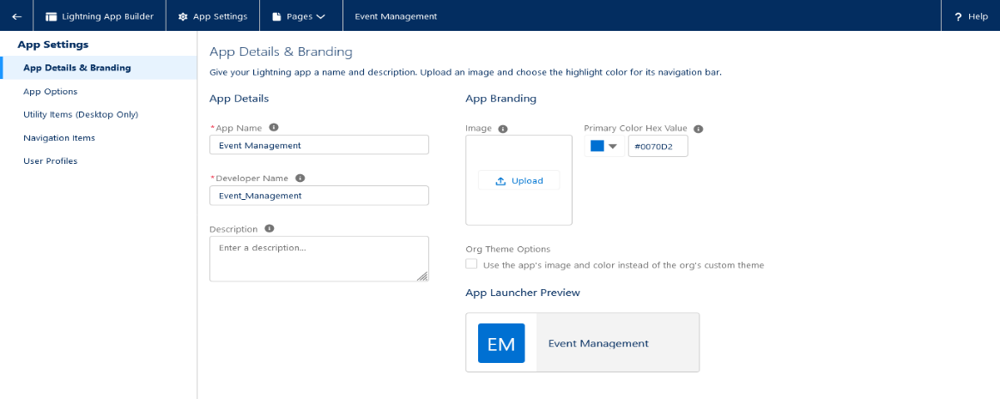 Lightning App Builder
App Settings
Pages
Event Management
? Help
App Settings
App Details & Branding
App Options
Utility Items (Desktop Only)
Navigation Items
User Profiles
App Details & Branding
Give your Lightning app a name and description. Upload an image and choose the highlight color for its navigation bar.
App Details
*App Name
Event Management
*Developer Name
Event_Management
Description
Enter a description...
App Branding
Image
Upload
Primary Color Hex Value
#0070D2
Org Theme Options
Use the app's image and color instead of the org's custom theme
App Launcher Preview
EM
Event Management